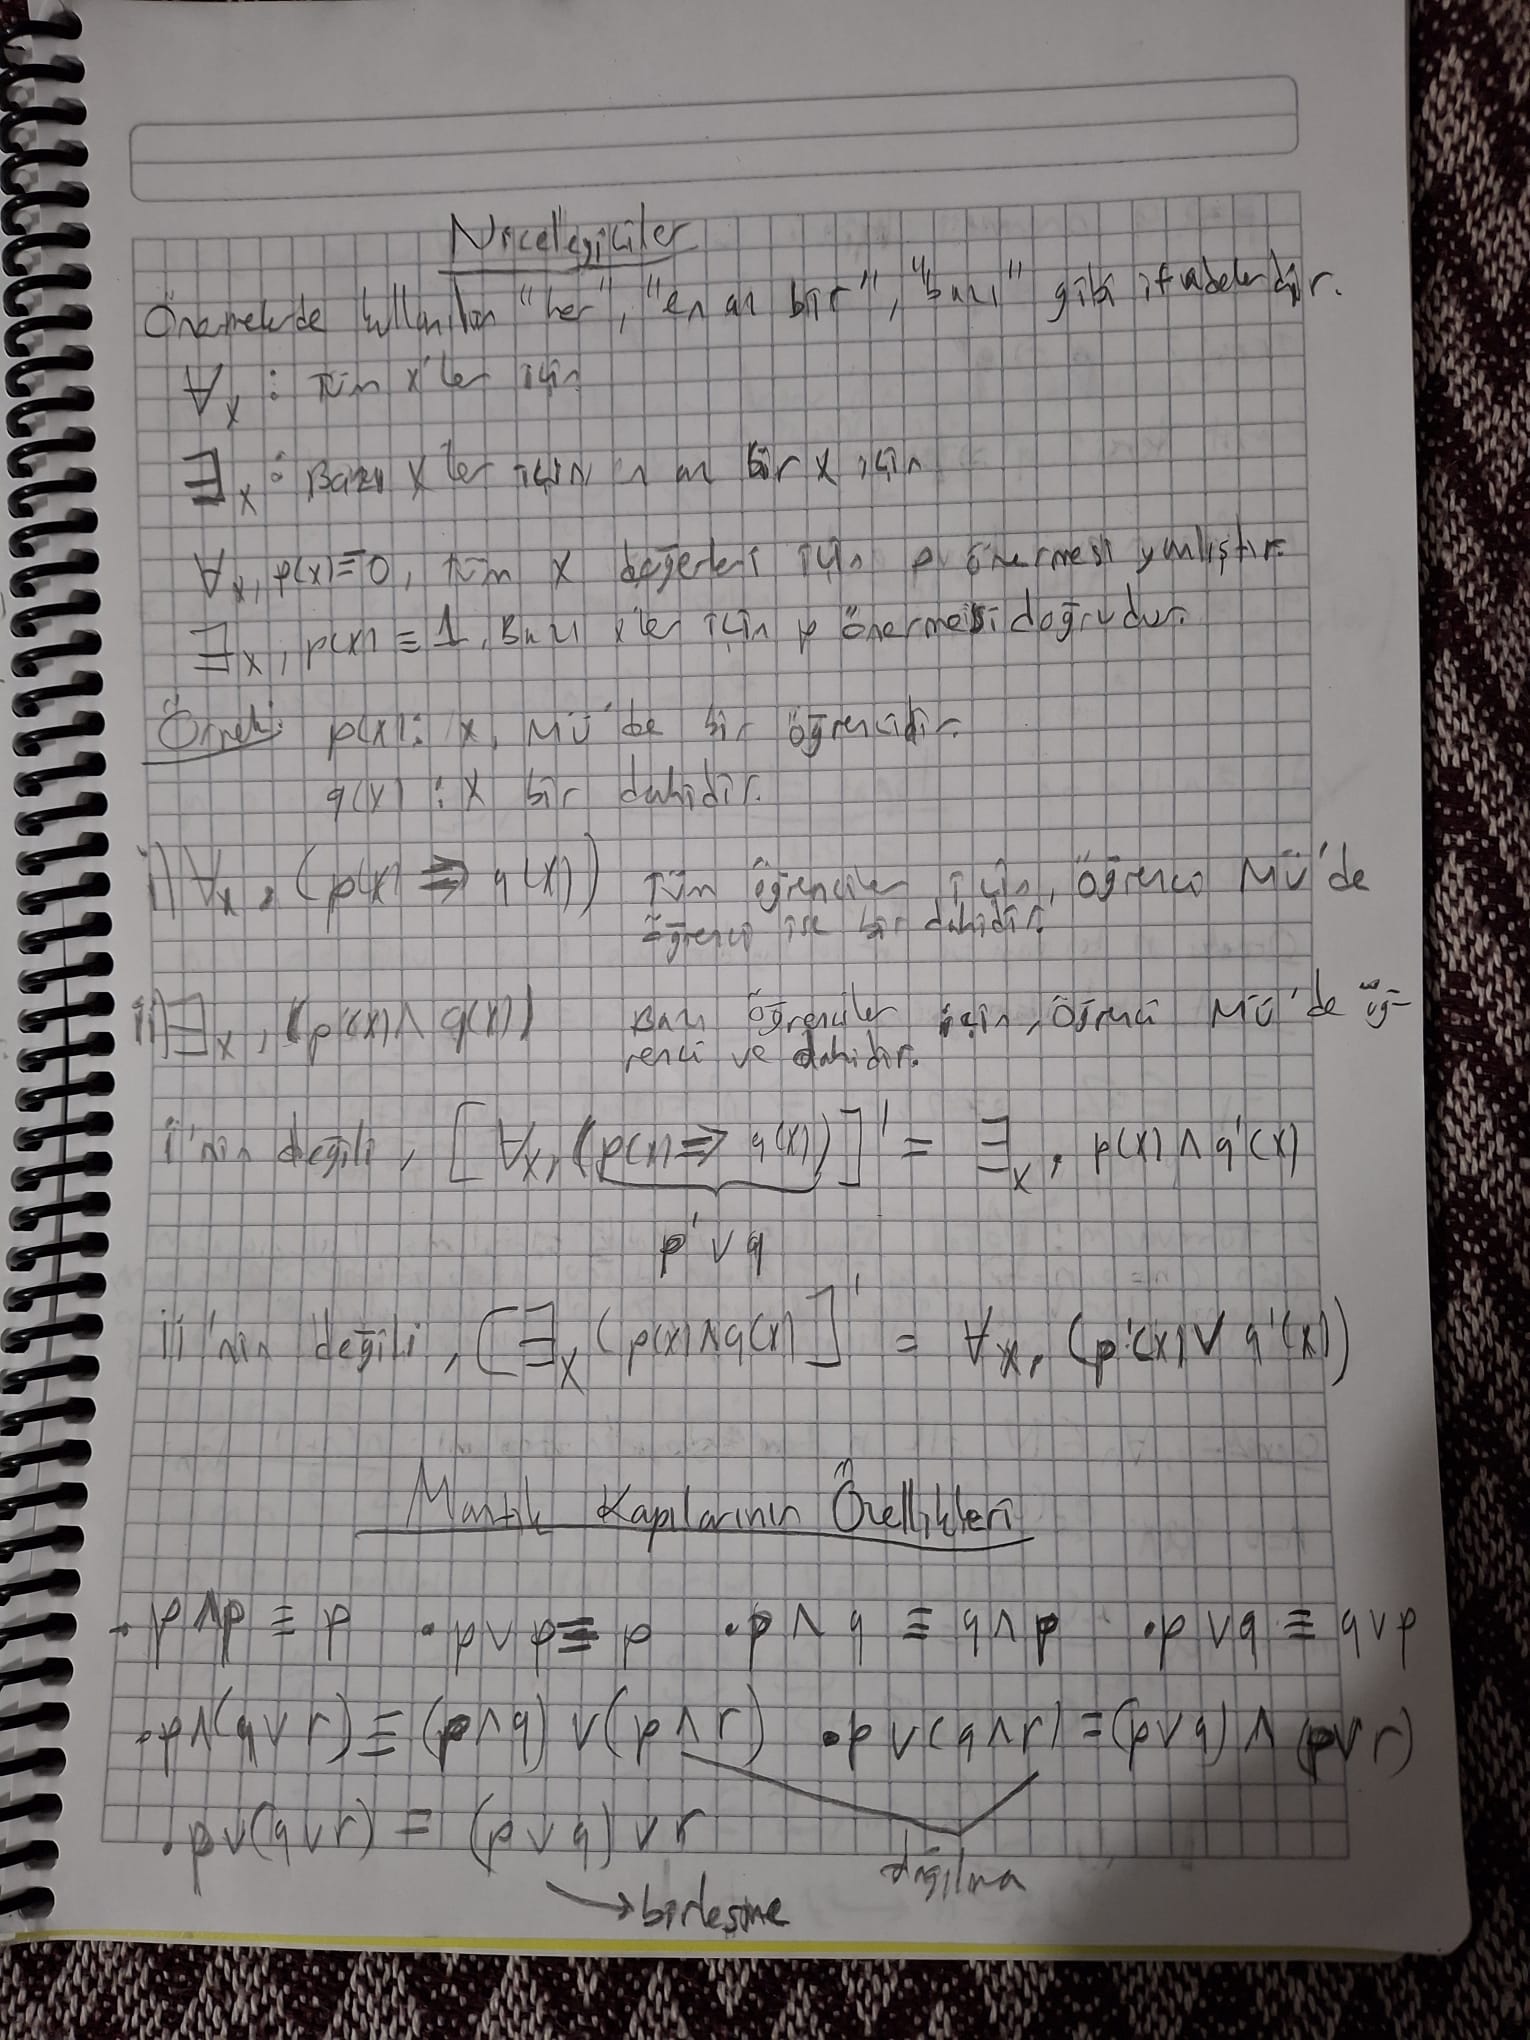 Niceleyiciler
Önermelerde kullanılan "her", "en az bir", "bazı" gibi ifadelerdir.
∀x : Tüm x'ler için
∃x : Bazı x'ler için en az bir x için
∀x, p(x)≡0, tüm x değerleri için p önermesi yanlıştır.
∃x, p(x) ≡ 1, Bazı x'ler için p önermesi doğrudur.
Örnek: p(x): x, MÜ'de bir öğrencidir.
q(x) : x bir dahidir.
i) ∀x, (p(x) ⇒ q(x)) Tüm öğrenciler için, öğrenci MÜ'de
öğrenci ise bir dahidir.
ii) ∃x, (p(x) ∧ q(x)) Bazı öğrenciler için, öğrenci MÜ'de öğ-
renci ve dahidir.
i'nin değili, [∀x, (p(x) ⇒ q(x))]' = ∃x, p(x) ∧ q'(x)
p' ∨ q
ii'nin değili, [∃x (p(x) ∧ q(x)]' = ∀x, (p'(x) ∨ q'(x))
Mantık Kapılarının Özellikleri
• p∧p ≡ p • p∨p ≡ p • p ∧ q ≡ q∧p • p ∨ q ≡ q∨p
• p∧(q∨r) ≡ (p∧q) ∨ (p∧r) • p∨(q∧r) = (p∨q) ∧ (p∨r)
• p∨(q∨r) = (p∨q) ∨ r
dağılma
→ birleşme